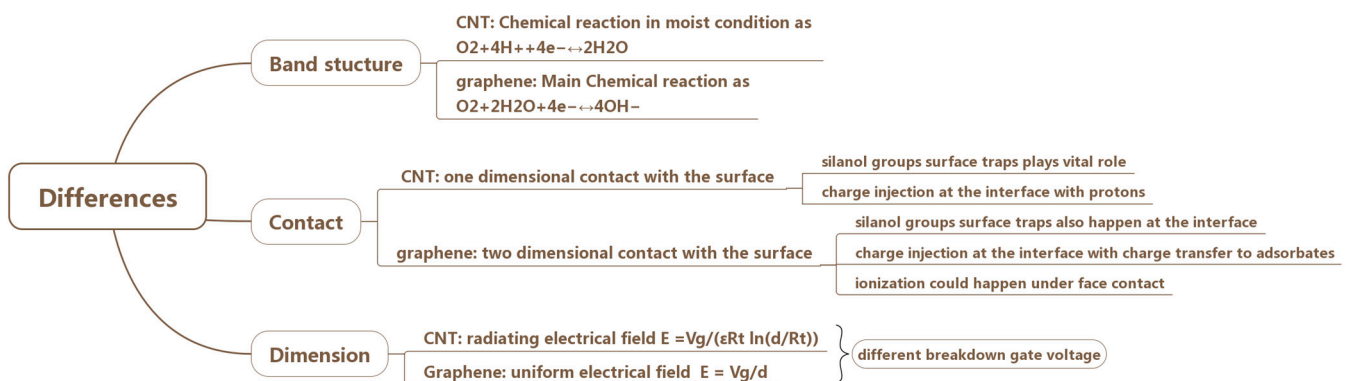 Differences
Band stucture
CNT: Chemical reaction in moist condition as
O2+4H++4e−↔2H2O
graphene: Main Chemical reaction as
O2+2H2O+4e−↔4OH−
Contact
CNT: one dimensional contact with the surface
silanol groups surface traps plays vital role
charge injection at the interface with protons
graphene: two dimensional contact with the surface
silanol groups surface traps also happen at the interface
charge injection at the interface with charge transfer to adsorbates
ionization could happen under face contact
Dimension
CNT: radiating electrical field E =Vg/(εRt ln(d/Rt))
Graphene: uniform electrical field E = Vg/d
different breakdown gate voltage